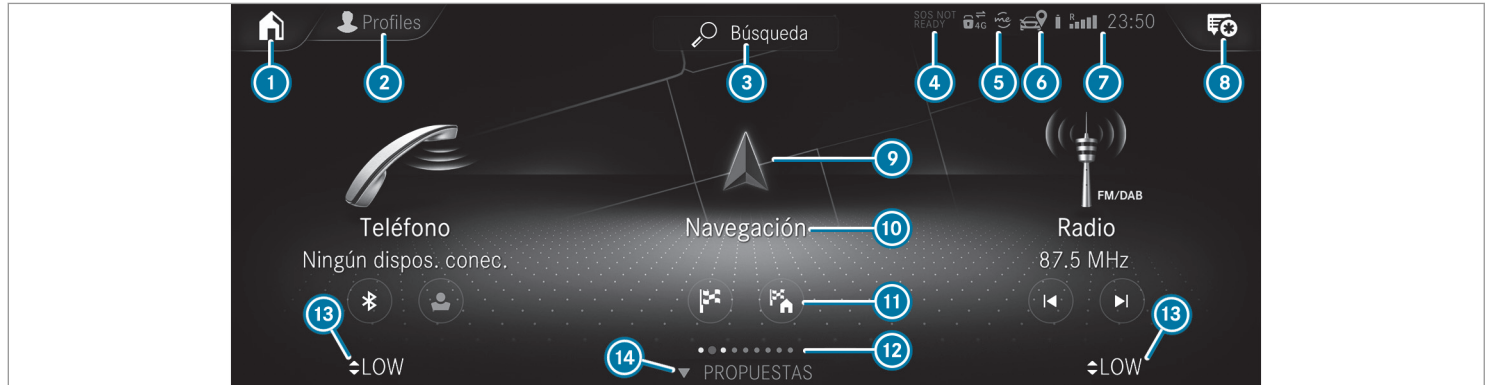 Profiles
Búsqueda
SOS NOT
READY
4G
me
R
23:50
1
2
3
4
5
6
7
8
9
FM/DAB
Teléfono
Navegación
10
Radio
Ningún dispos. conec.
87.5 MHz
11
13
13
12
14
LOW
PROPUESTAS
LOW